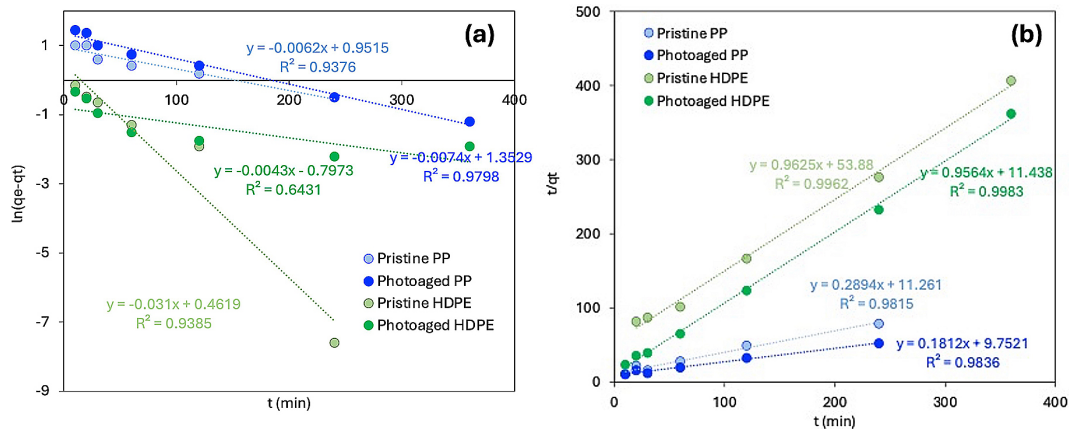 (a)
y = -0.0062x + 0.9515
R² = 0.9376
1
0
100
200
300
400
-1
y = -0.0074x + 1.3529
R² = 0.9798
y = -0.0043x - 0.7973
R² = 0.6431
-3
ln(qe-qt)
-5
Pristine PP
Photoaged PP
Pristine HDPE
Photoaged HDPE
y = -0.031x + 0.4619
R² = 0.9385
-7
-9
t (min)
(b)
500
Pristine PP
Photoaged PP
Pristine HDPE
Photoaged HDPE
400
300
y = 0.9625x + 53.88
R² = 0.9962
y = 0.9564x + 11.438
R² = 0.9983
t/qt
200
y = 0.2894x + 11.261
R² = 0.9815
100
y = 0.1812x + 9.7521
R² = 0.9836
0
0
100
200
300
400
t (min)